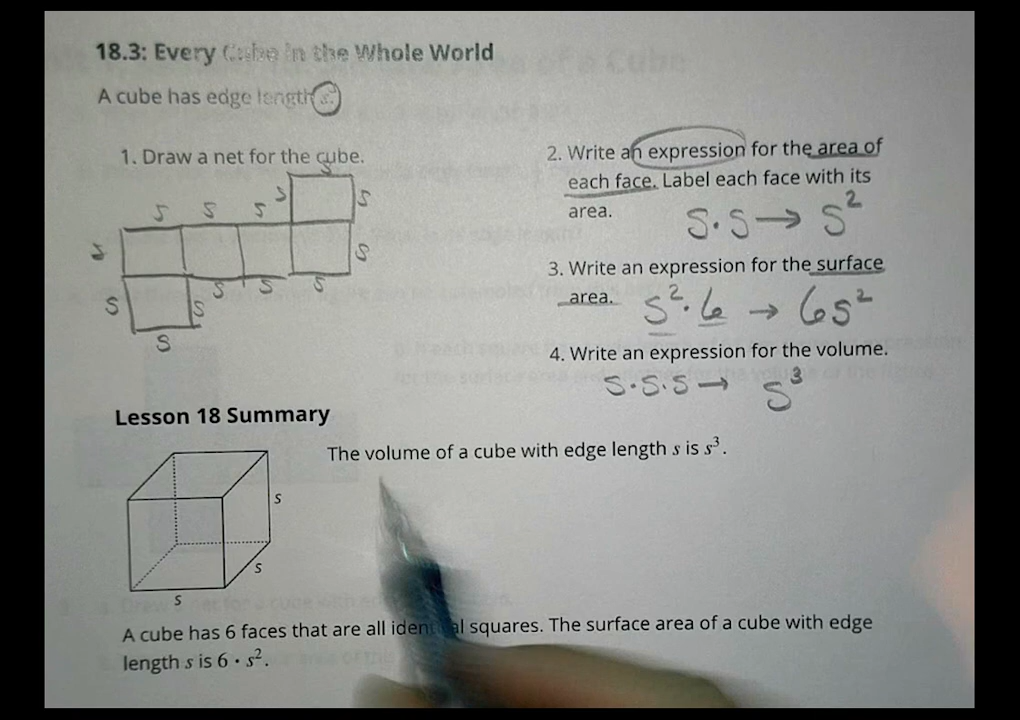 18.3: Every Cube in the Whole World
A cube has edge length s.
1. Draw a net for the cube.
s
s s s s s
s s
s s s s s
s
2. Write an expression for the area of
each face. Label each face with its
area. s·s → s²
3. Write an expression for the surface
area. s²·6 → 6s²
4. Write an expression for the volume.
s·s·s → s³
Lesson 18 Summary
The volume of a cube with edge length s is s³.
s
s
s
A cube has 6 faces that are all identical squares. The surface area of a cube with edge
length s is 6 · s².